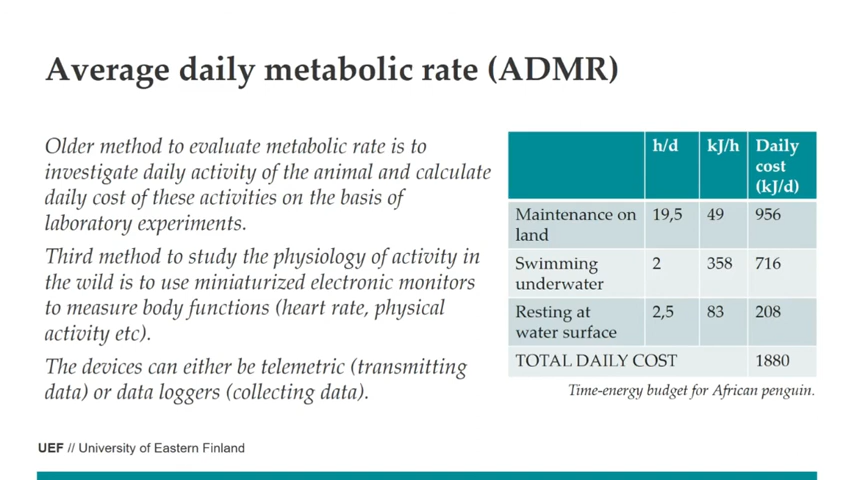 Average daily metabolic rate (ADMR)
Older method to evaluate metabolic rate is to
investigate daily activity of the animal and calculate
daily cost of these activities on the basis of
laboratory experiments.
Third method to study the physiology of activity in
the wild is to use miniaturized electronic monitors
to measure body functions (heart rate, physical
activity etc).
The devices can either be telemetric (transmitting
data) or data loggers (collecting data).
h/d kJ/h Daily
cost
(kJ/d)
Maintenance on 19,5 49 956
land
Swimming 2 358 716
underwater
Resting at 2,5 83 208
water surface
TOTAL DAILY COST 1880
Time-energy budget for African penguin.
UEF // University of Eastern Finland